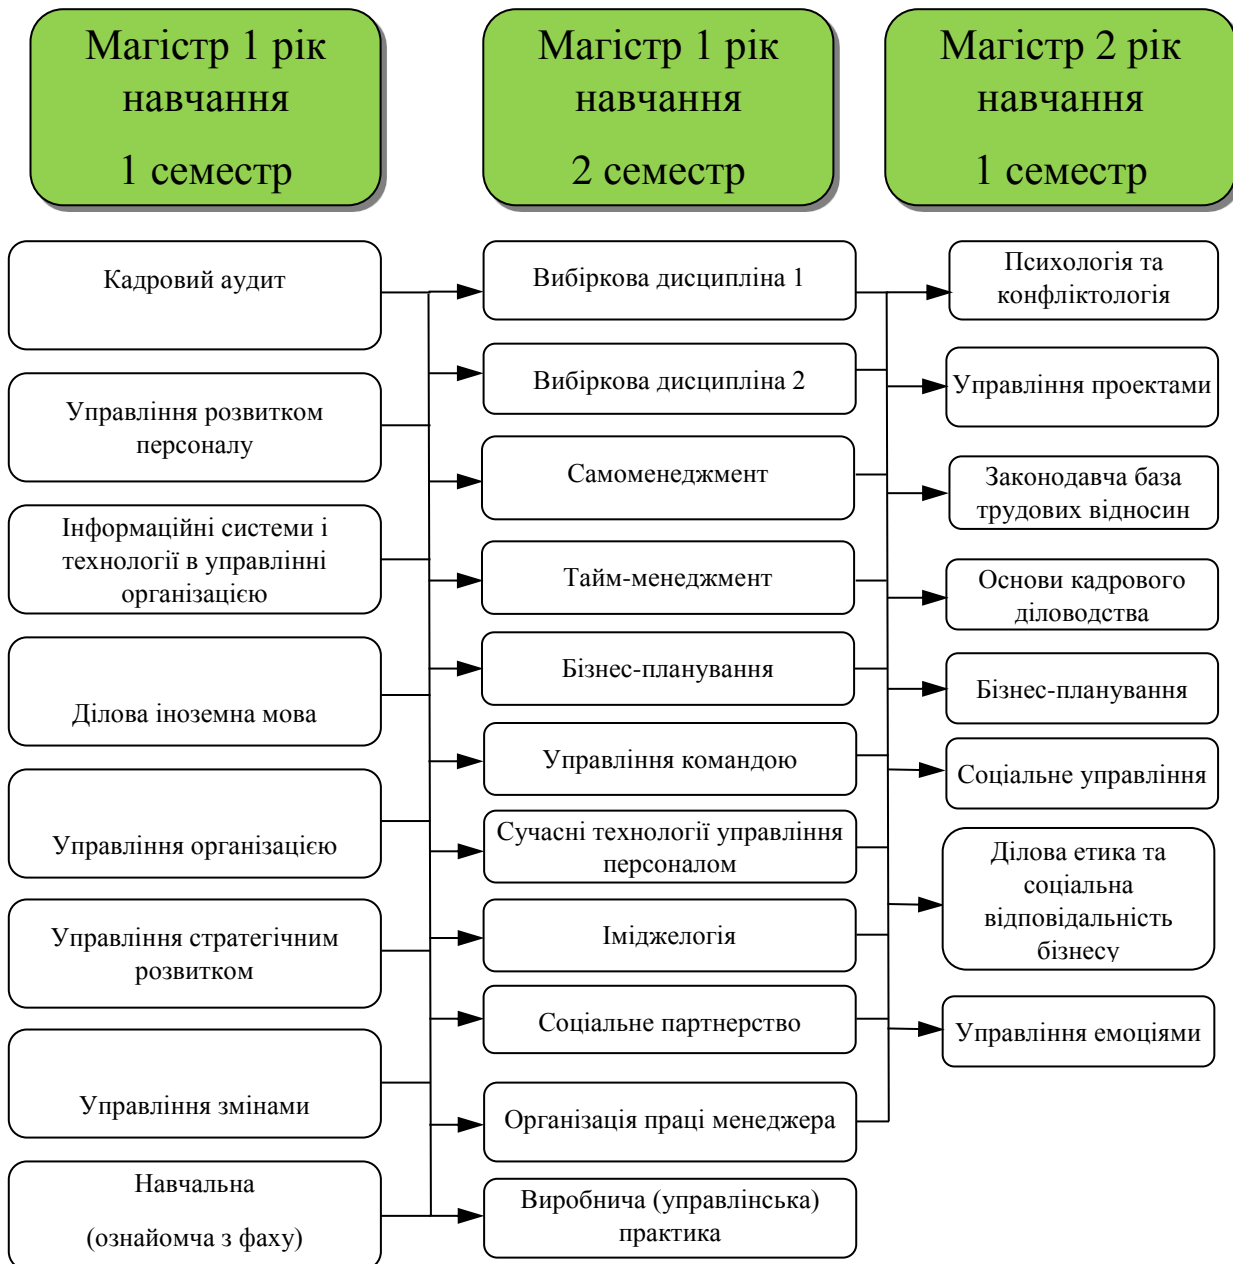 Магістр 1 рік
навчання
1 семестр
Магістр 1 рік
навчання
2 семестр
Магістр 2 рік
навчання
1 семестр
Кадровий аудит
Управління розвитком
персоналу
Інформаційні системи і
технології в управлінні
організацією
Ділова іноземна мова
Управління організацією
Управління стратегічним
розвитком
Управління змінами
Навчальна
(ознайомча з фаху)
Вибіркова дисципліна 1
Вибіркова дисципліна 2
Самоменеджмент
Тайм-менеджмент
Бізнес-планування
Управління командою
Сучасні технології управління
персоналом
Іміджелогія
Соціальне партнерство
Організація праці менеджера
Виробнича (управлінська)
практика
Психологія та
конфліктологія
Управління проектами
Законодавча база
трудових відносин
Основи кадрового
діловодства
Бізнес-планування
Соціальне управління
Ділова етика та
соціальна
відповідальність
бізнесу
Управління емоціями